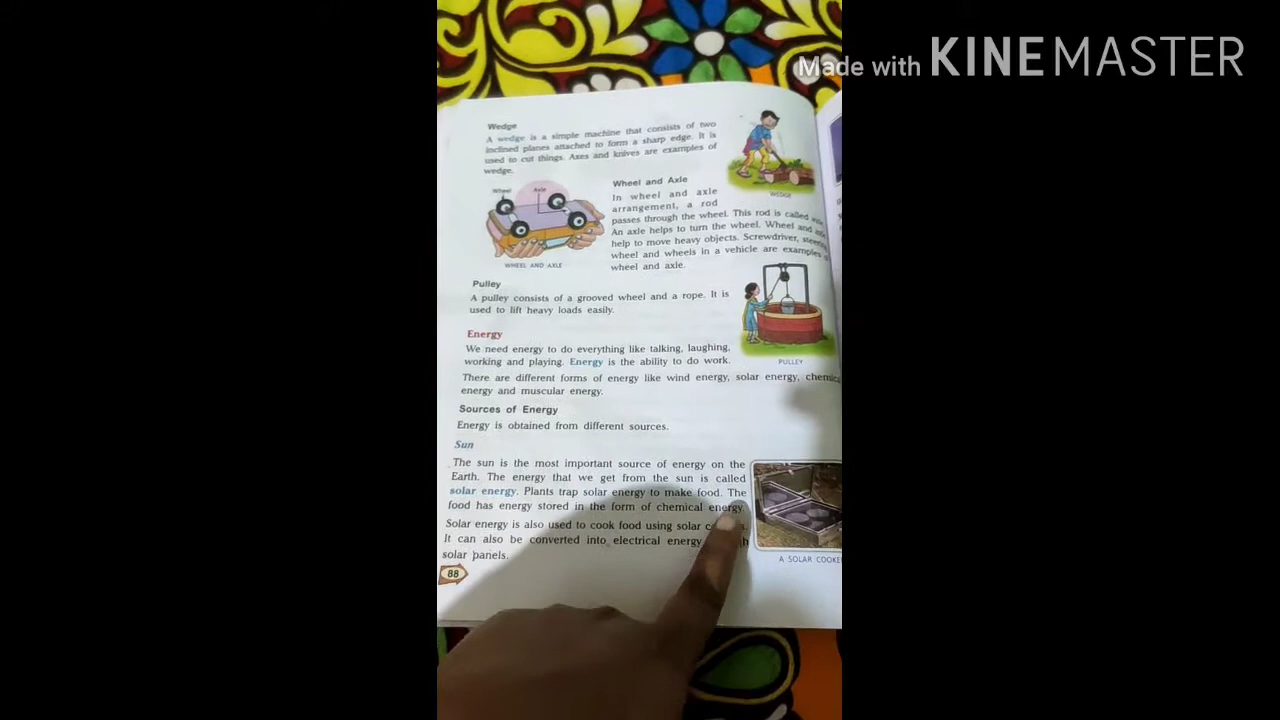 Made with KINEMASTER
Wedge
A wedge is a simple machine that consists of two
inclined planes attached to form a sharp edge. It is
used to cut things. Axes and knives are examples of
wedge.
WEDGE
Wheel
Axle
WHEEL AND AXLE
Wheel and Axle
In wheel and axle
arrangement, a rod
passes through the wheel. This rod is called
An axle helps to turn the wheel. Wheel and
help to move heavy objects. Screwdriver,
wheel and wheels in a vehicle are examples
wheel and axle.
Pulley
A pulley consists of a grooved wheel and a rope. It is
used to lift heavy loads easily.
PULLEY
Energy
We need energy to do everything like talking, laughing,
working and playing. Energy is the ability to do work.
There are different forms of energy like wind energy, solar energy,
energy and muscular energy.
Sources of Energy
Energy is obtained from different sources.
Sun
The sun is the most important source of energy on the
Earth. The energy that we get from the sun is called
solar energy. Plants trap solar energy to make food. The
food has energy stored in the form of chemical energy.
Solar energy is also used to cook food using solar
It can also be converted into electrical energy
solar panels.
A SOLAR
88